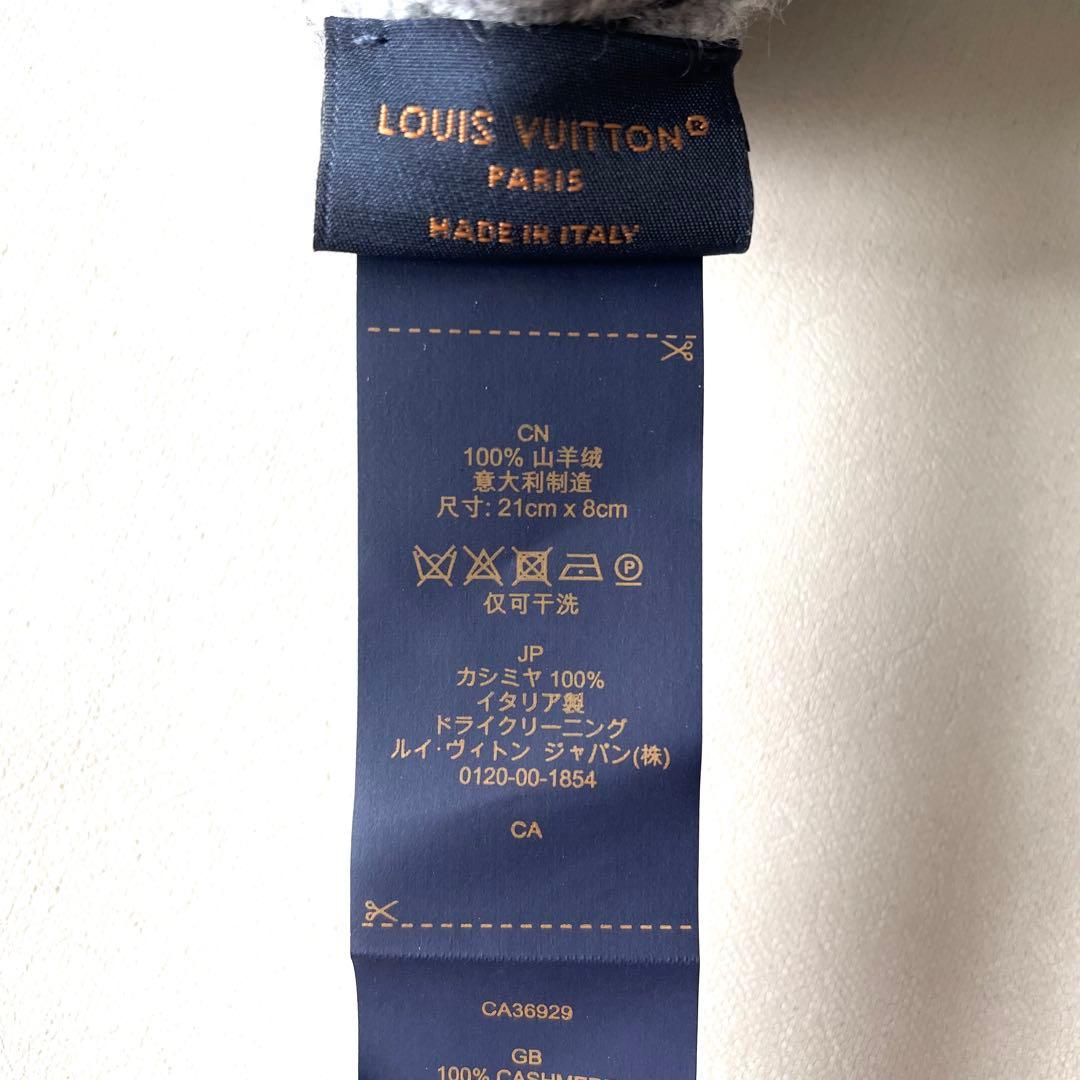 LOUIS VUITTON®
PARIS
MADE IN ITALY
CN
100% 山羊绒
意大利制造
尺寸: 21cm x 8cm
P
仅可干洗
JP
カシミヤ 100%
イタリア製
ドライクリーニング
ルイ·ヴィトン ジャパン(株)
0120-00-1854
CA
CA36929
GB
100% CASHMERE